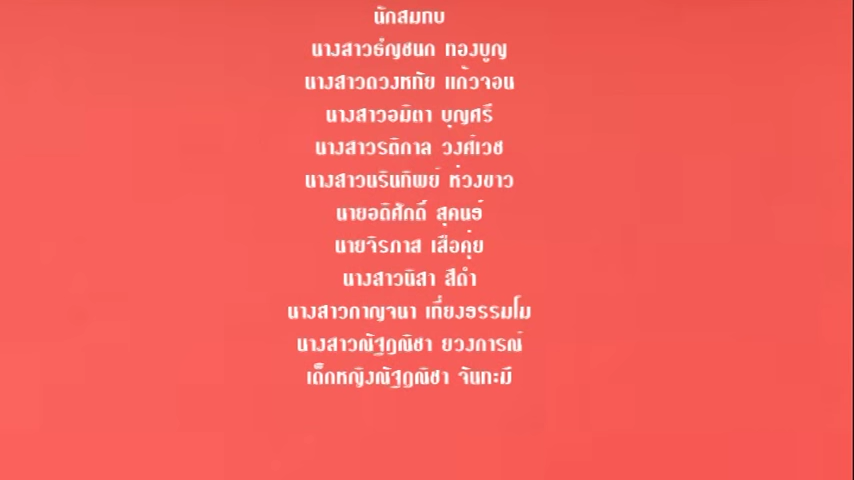 นักสมทบ
นางสาวธัญชนก ทองบุญ
นางสาวดวงหทัย แก้วจอน
นางสาวอมิตา บุญศรี
นางสาวรติกาล วงศ์เวช
นางสาวนรินทิพย์ ห่วงขาว
นายอดิศักดิ์ สุคนธ์
นายจิรภาส เสือคุ้ย
นางสาวนิสา สีดำ
นางสาวกาญจนา เที่ยงธรรมโม
นางสาวณัฐณิชา ยวงการณ์
เด็กหญิงณัฐณิชา จันทะมี